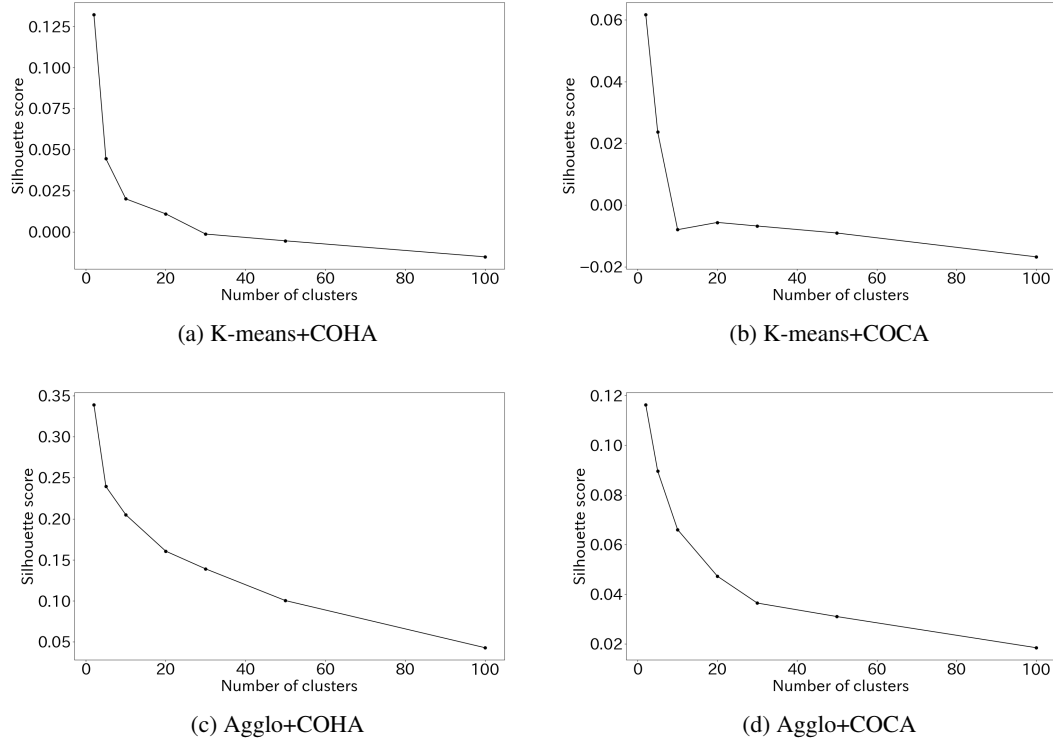 0.125
0.100
0.075
0.050
0.025
0.000
Silhouette score
0 20 40 60 80 100
Number of clusters
(a) K-means+COHA
0.06
0.04
0.02
0.00
−0.02
Silhouette score
0 20 40 60 80 100
Number of clusters
(b) K-means+COCA
0.35
0.30
0.25
0.20
0.15
0.10
0.05
Silhouette score
0 20 40 60 80 100
Number of clusters
(c) Agglo+COHA
0.12
0.10
0.08
0.06
0.04
0.02
Silhouette score
0 20 40 60 80 100
Number of clusters
(d) Agglo+COCA